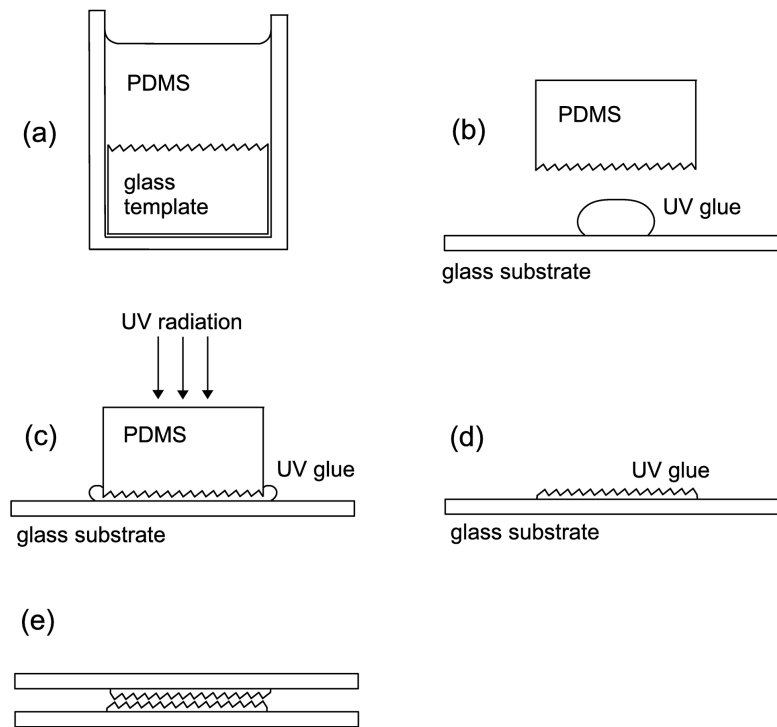 (a)
PDMS
glass
template
(b)
PDMS
UV glue
glass substrate
UV radiation
(c)
PDMS
UV glue
glass substrate
(d)
UV glue
glass substrate
(e)